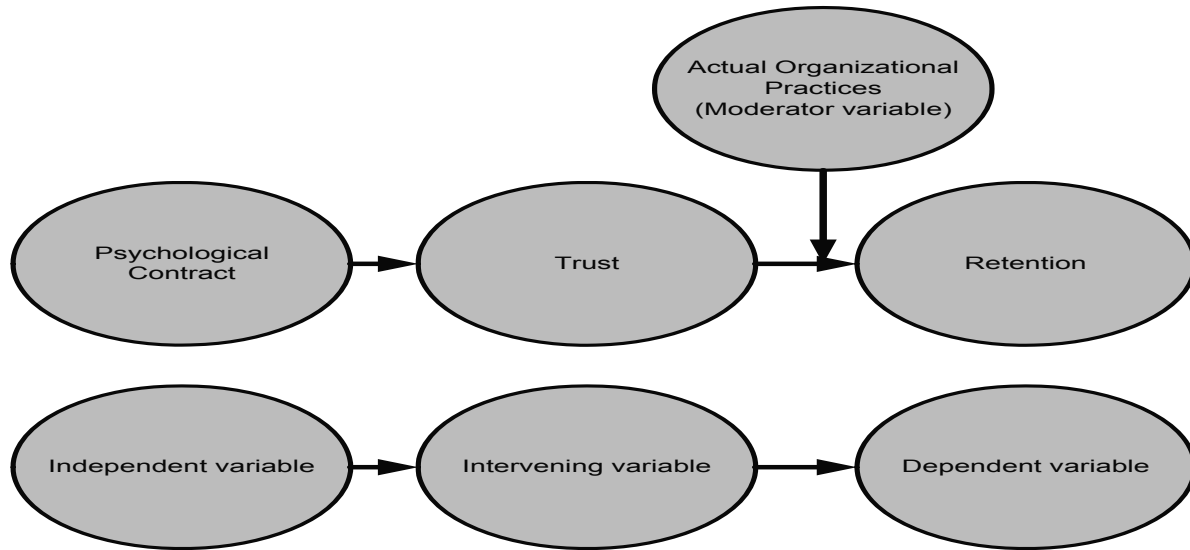 Actual Organizational
Practices
(Moderator variable)
Psychological
Contract
Trust
Retention
Independent variable
Intervening variable
Dependent variable